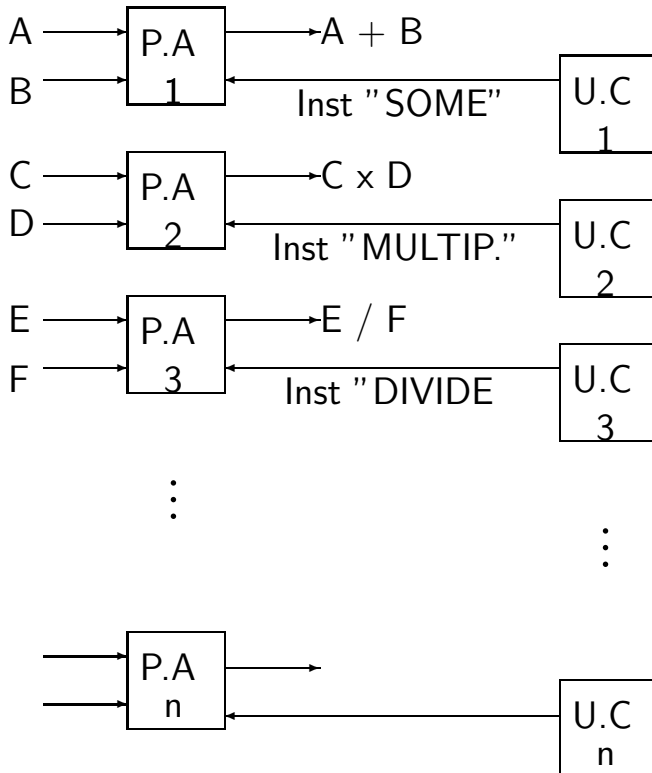 A
B
P.A
1
A + B
Inst "SOME"
U.C
1
C
D
P.A
2
C x D
Inst "MULTIP."
U.C
2
E
F
P.A
3
E / F
Inst "DIVIDE
U.C
3
P.A
n
U.C
n